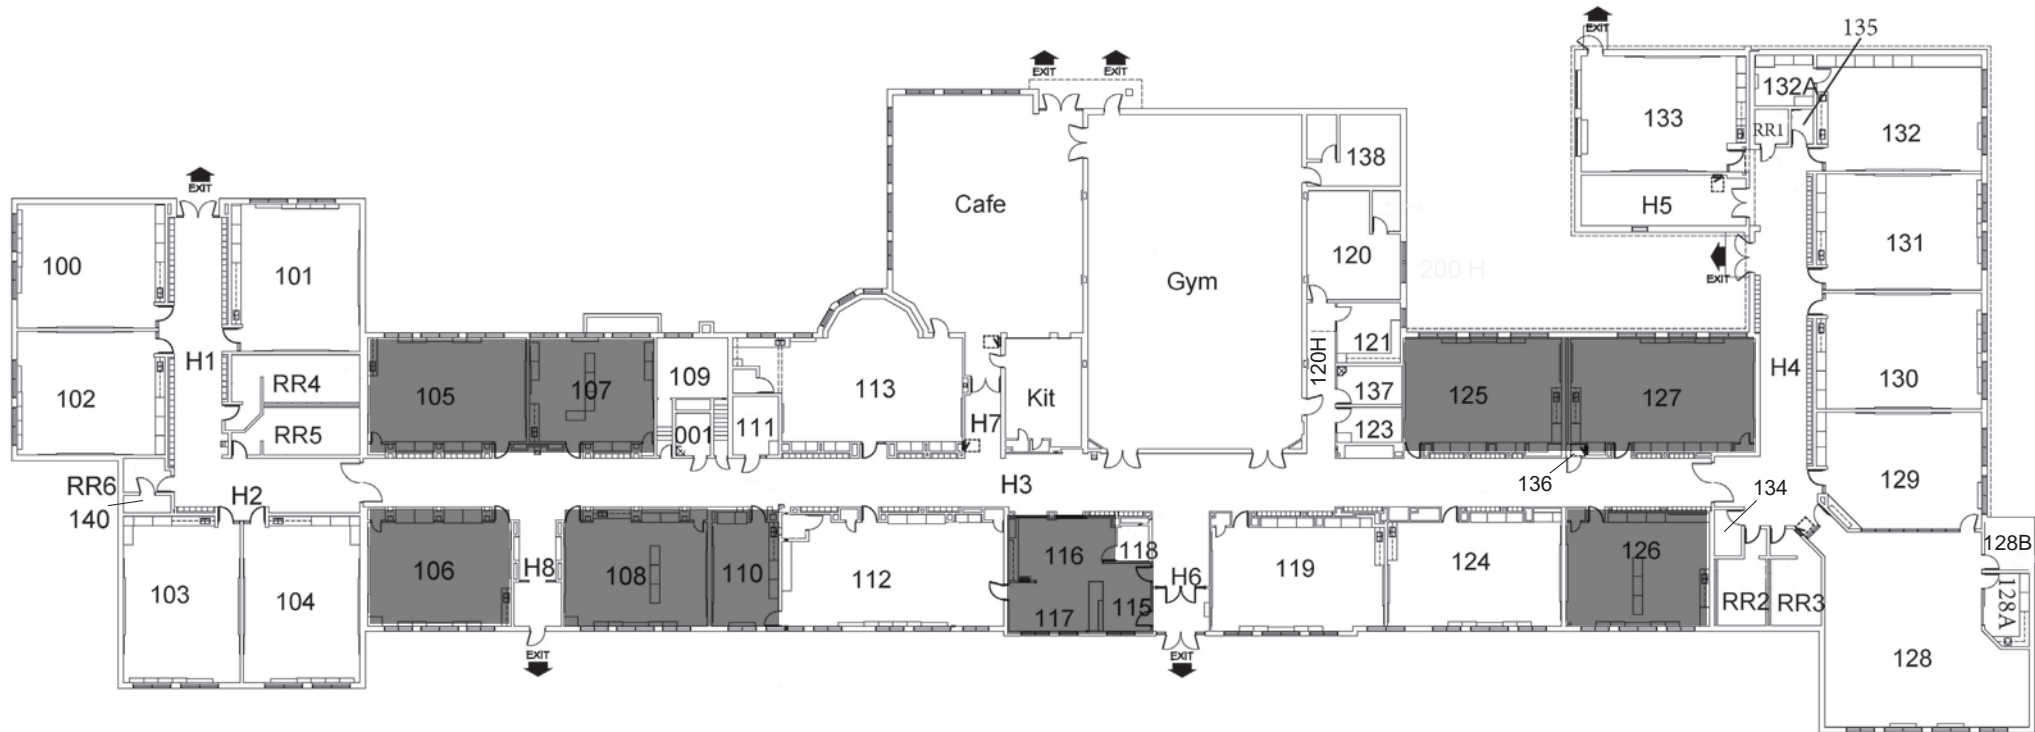 EXIT
135
EXIT
EXIT
132A
133
RR1
132
138
EXIT
Cafe
H5
100
101
120
131
Gym
200 H
EXIT
H1
121
H4
RR4
109
120H
130
102
105
107
113
Kit
137
125
127
RR5
001
111
H7
123
129
RR6
H2
H3
136
134
140
128B
116
118
126
106
H8
108
110
112
H6
119
124
103
104
117
115
RR2
RR3
128A
EXIT
EXIT
128